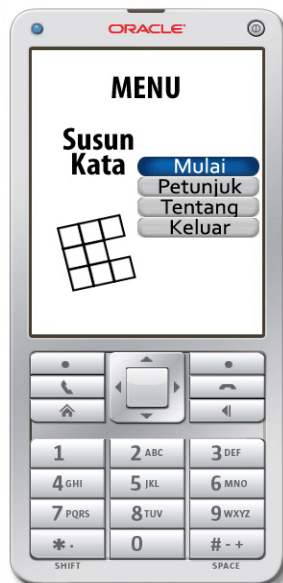 ORACLE
MENU
Susun
Kata
Mulai
Petunjuk
Tentang
Keluar
1 2 ABC 3 DEF
4 GHI 5 JKL 6 MNO
7 PQRS 8 TUV 9 WXYZ
* . 0 # - +
SHIFT SPACE